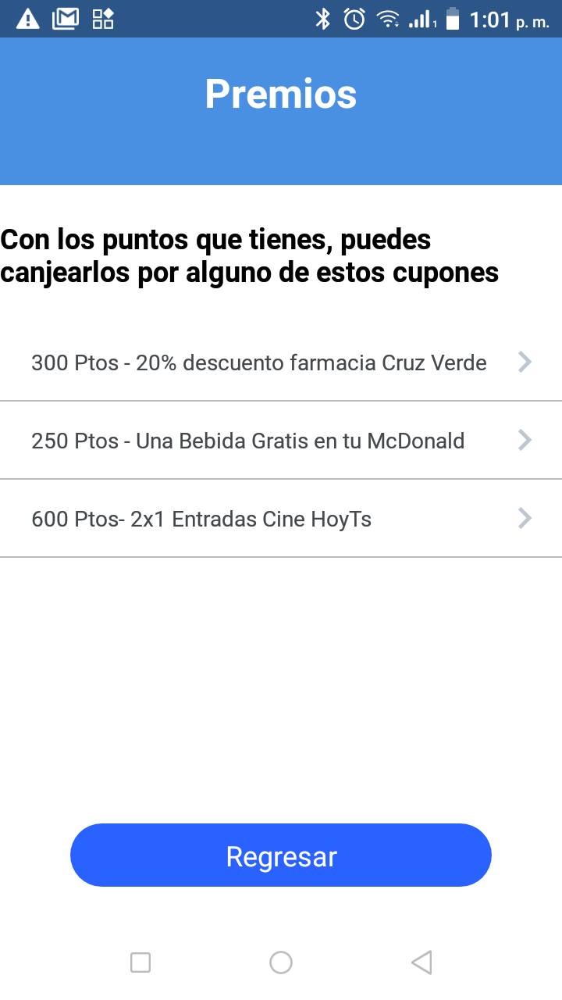 1:01 p. m.
Premios
Con los puntos que tienes, puedes
canjearlos por alguno de estos cupones
300 Ptos - 20% descuento farmacia Cruz Verde
250 Ptos - Una Bebida Gratis en tu McDonald
600 Ptos- 2x1 Entradas Cine HoyTs
Regresar